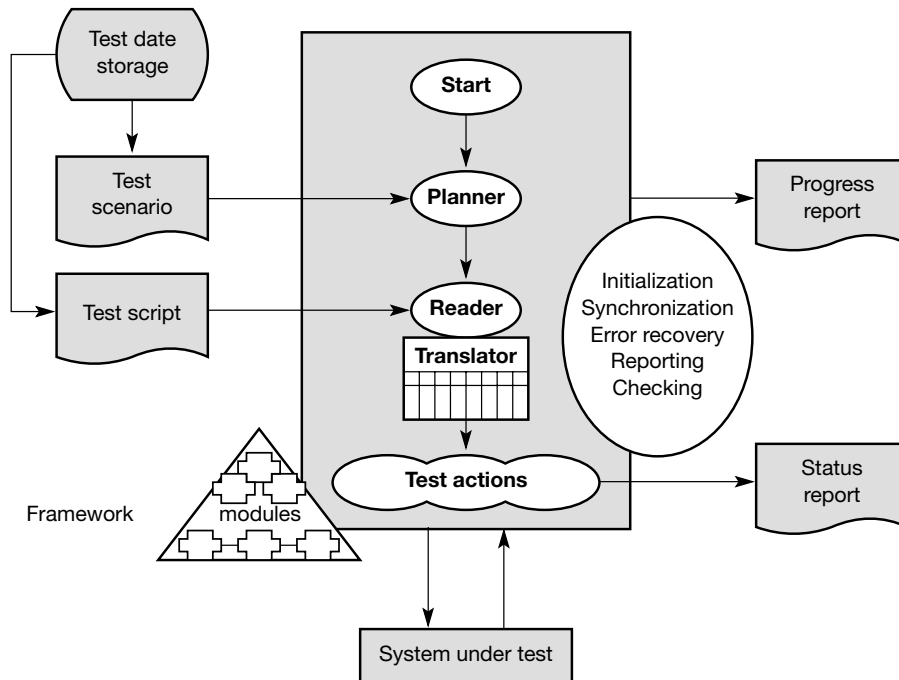 Test date
storage
Start
Test
scenario
Planner
Progress
report
Test script
Reader
Translator
Initialization
Synchronization
Error recovery
Reporting
Checking
Test actions
Status
report
Framework
modules
System under test